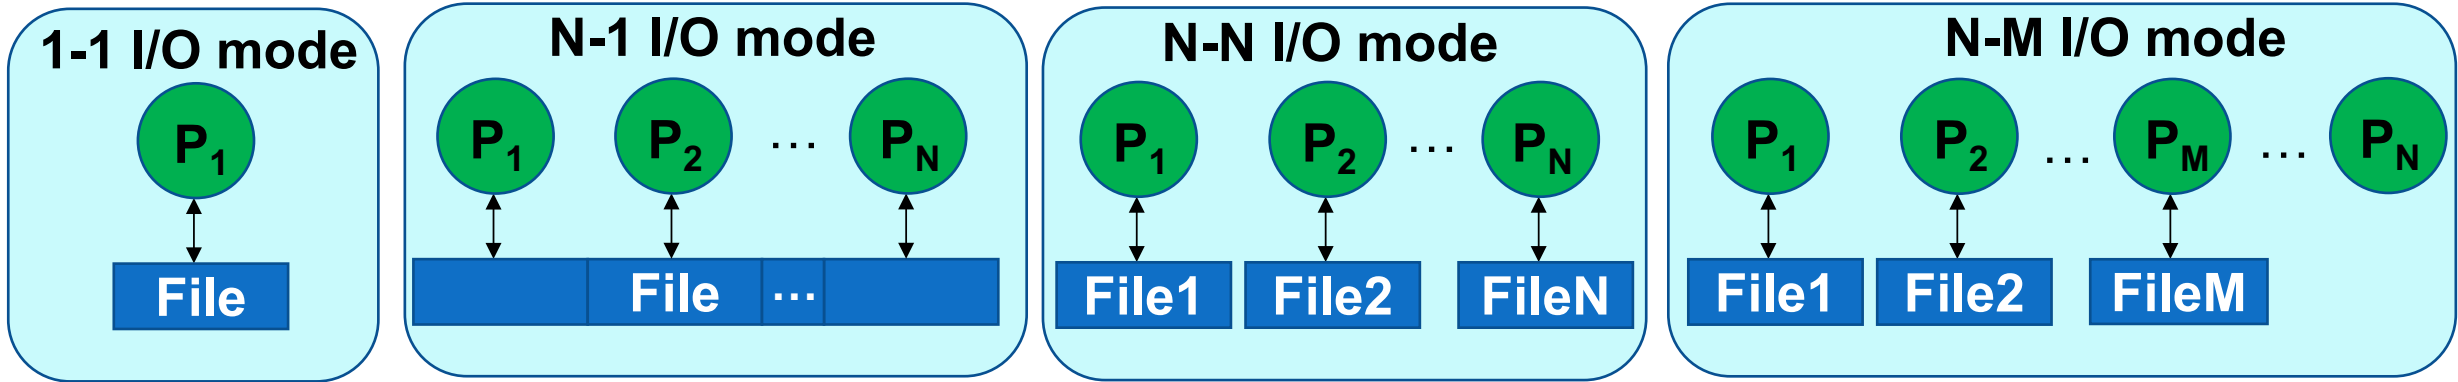 1-1 I/O mode
P1
File
N-1 I/O mode
P1 P2 ... PN
File ...
N-N I/O mode
P1 P2 ... PN
File1 File2 FileN
N-M I/O mode
P1 P2 ... PM ... PN
File1 File2 FileM